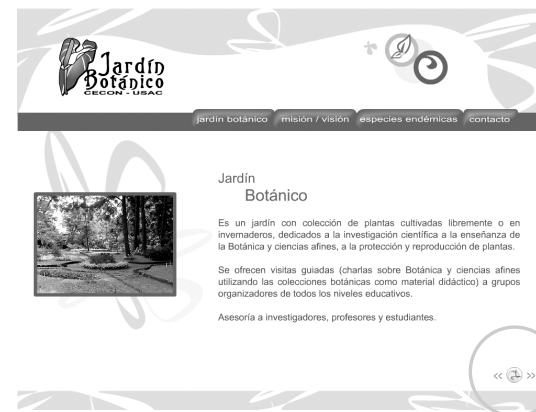 Jardín
Botánico
CECON - USAC
jardín botánico misión / visión especies endémicas contacto
Jardín
Botánico
Es un jardín con colección de plantas cultivadas libremente o en
invernaderos, dedicados a la investigación científica a la enseñanza de
la Botánica y ciencias afines, a la protección y reproducción de plantas.
Se ofrecen visitas guiadas (charlas sobre Botánica y ciencias afines
utilizando las colecciones botánicas como material didáctico) a grupos
organizadores de todos los niveles educativos.
Asesoría a investigadores, profesores y estudiantes.
<< >>